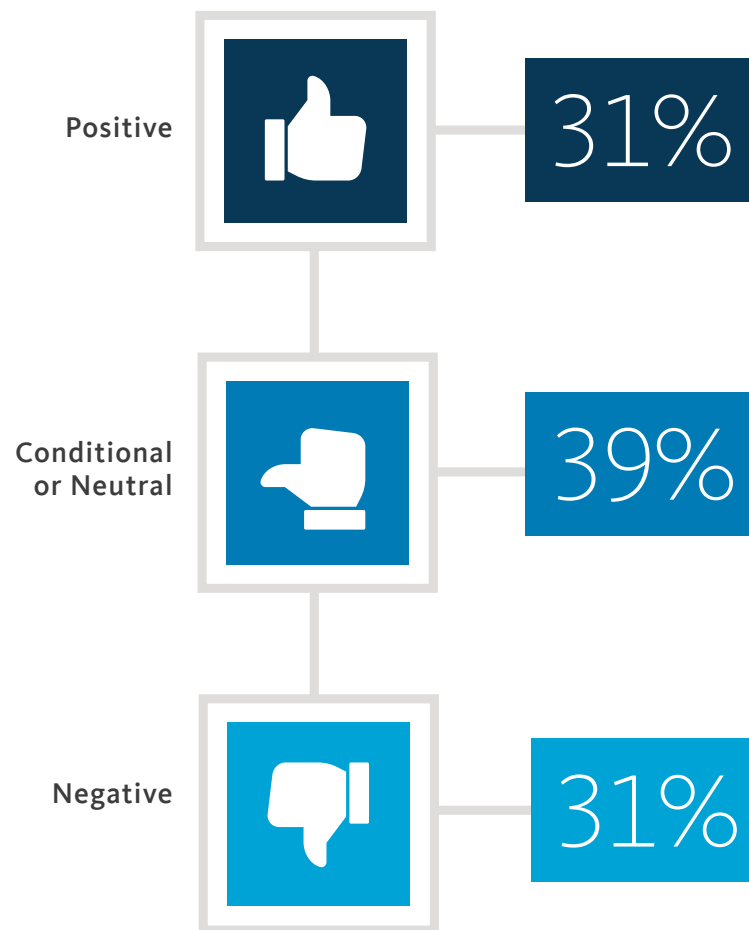 Positive
31%
Conditional
or Neutral
39%
Negative
31%